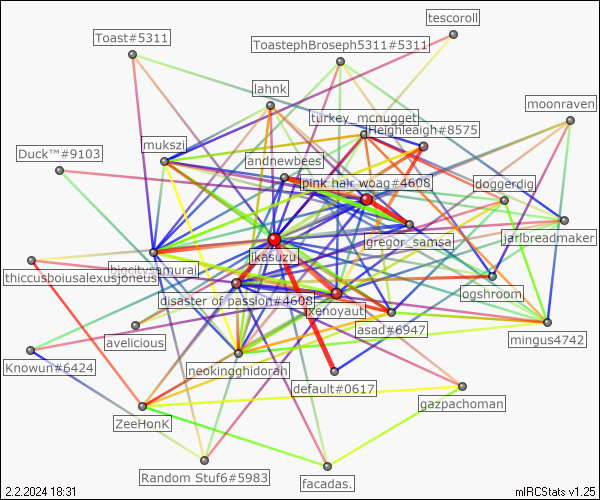 tescoroll
Toast#5311
ToastephBroseph5311#5311
lahnk
moonraven
turkey_mcnugget
Heighleaigh#8575
mukszi
Duck™#9103
andnewbees
pink hair woag#4608
doggerdig
jarlbreadmaker
gregor_samsa
ikasuzu
bigcitysamurai
thiccusboiusalexusjoneus
ogshroom
disaster of passion#4608
xenoyaut
asad#6947
avelicious
mingus4742
Knowun#6424
neokingghidorah
default#0617
gazpachoman
ZeeHonK
Random Stuf6#5983
facadas.
2.2.2024 18:31
mIRCStats v1.25